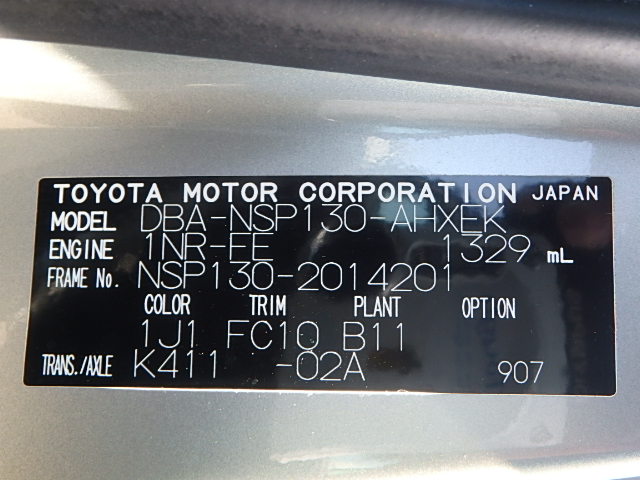 TOYOTA MOTOR CORPORATION JAPAN
MODEL DBA-NSP130-AHXEK
ENGINE 1NR-FE 1329 mL
FRAME No. NSP130-2014201
COLOR TRIM PLANT OPTION
1J1 FC10 B11
TRANS./AXLE K411 -02A 907